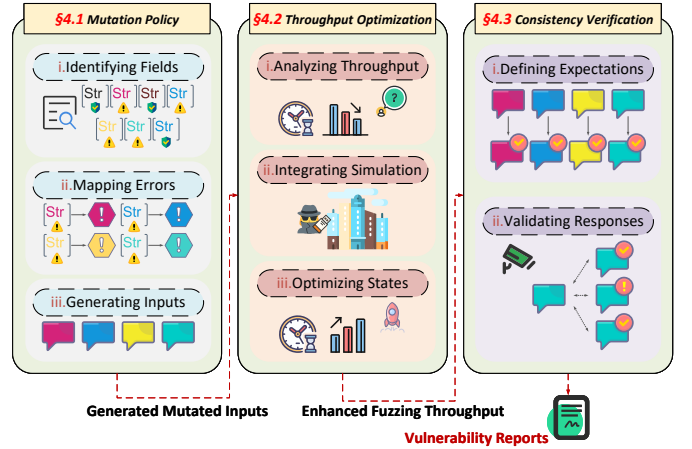 §4.1 Mutation Policy
i.Identifying Fields
[Str] [Str] [Str] [Str]
[Str] [Str] [Str]
ii.Mapping Errors
[Str] ! [Str] !
[Str] ! [Str] !
iii.Generating Inputs
§4.2 Throughput Optimization
i.Analyzing Throughput
?
ii.Integrating Simulation
iii.Optimizing States
§4.3 Consistency Verification
i.Defining Expectations
ii.Validating Responses
!
Generated Mutated Inputs
Enhanced Fuzzing Throughput
Vulnerability Reports